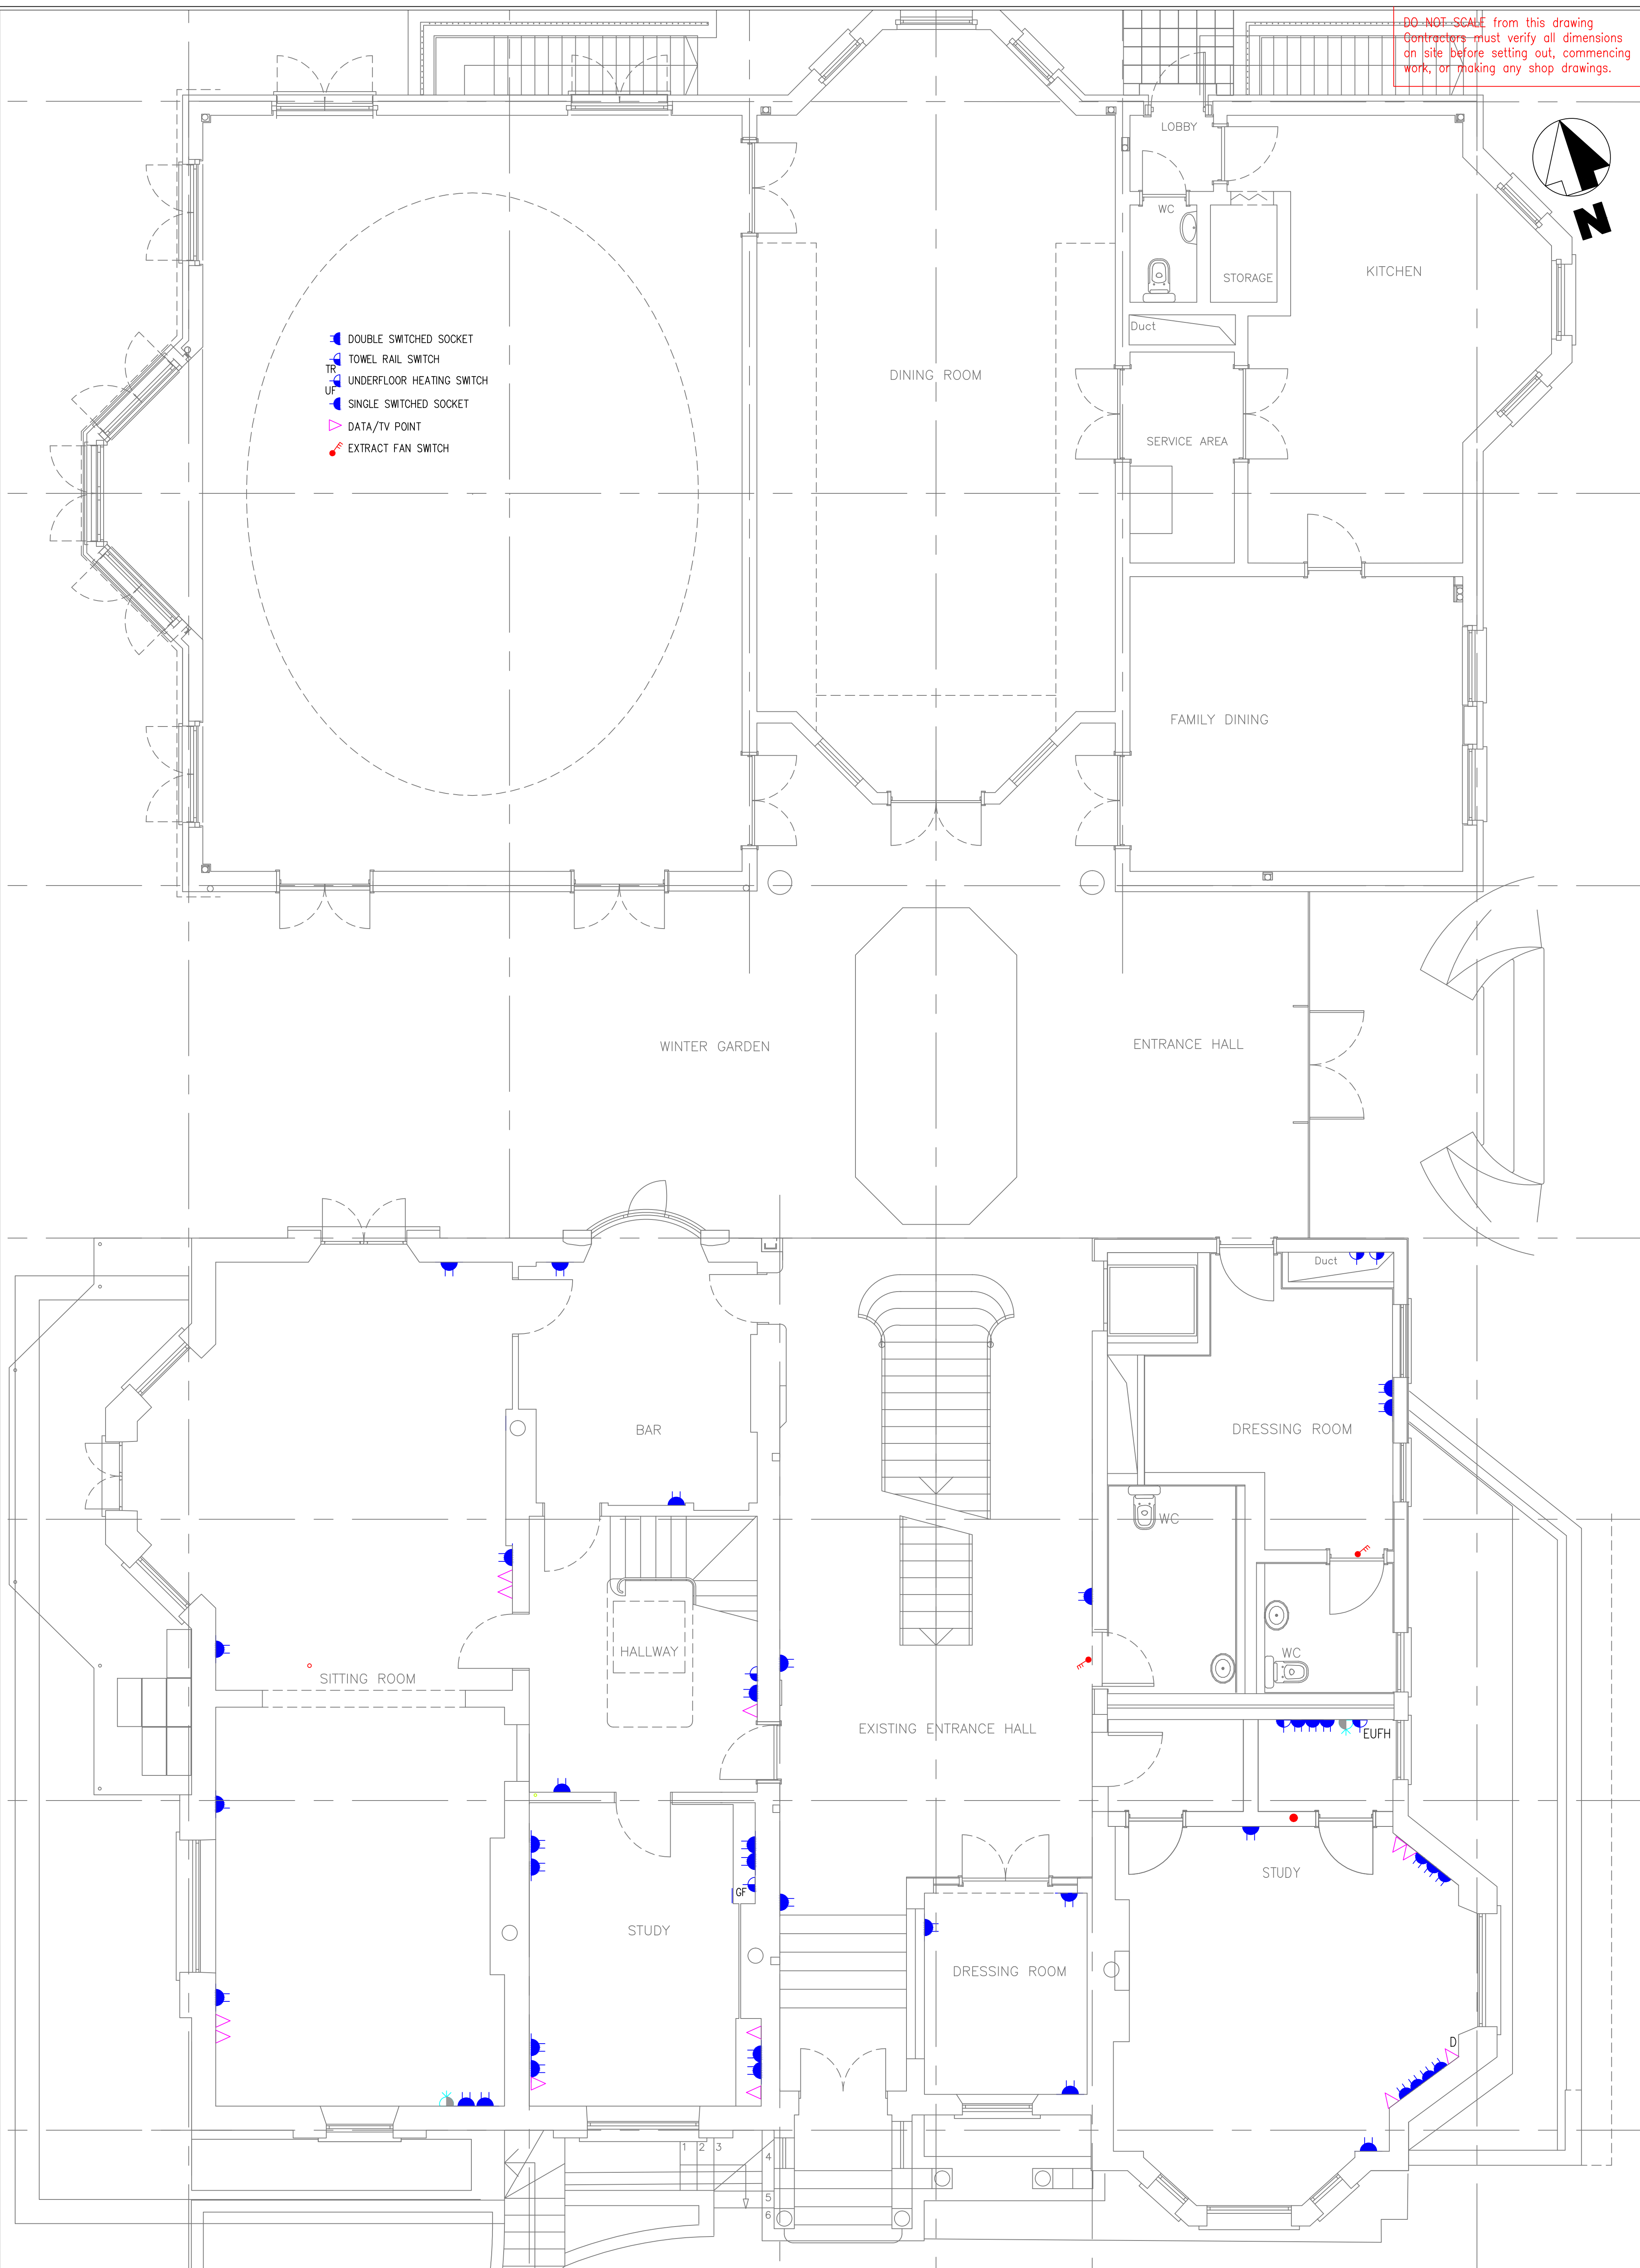 DO NOT SCALE from this drawing
Contractors must verify all dimensions
on site before setting out, commencing
work, or making any shop drawings.
LOBBY
N
WC
STORAGE
KITCHEN
Duct
DOUBLE SWITCHED SOCKET
TOWEL RAIL SWITCH
TR
UNDERFLOOR HEATING SWITCH
UF
SINGLE SWITCHED SOCKET
DATA/TV POINT
EXTRACT FAN SWITCH
DINING ROOM
SERVICE AREA
FAMILY DINING
WINTER GARDEN
ENTRANCE HALL
Duct
BAR
DRESSING ROOM
WC
HALLWAY
WC
SITTING ROOM
EXISTING ENTRANCE HALL
EUFH
STUDY
GF
STUDY
DRESSING ROOM
D
1 2 3
4
5
6